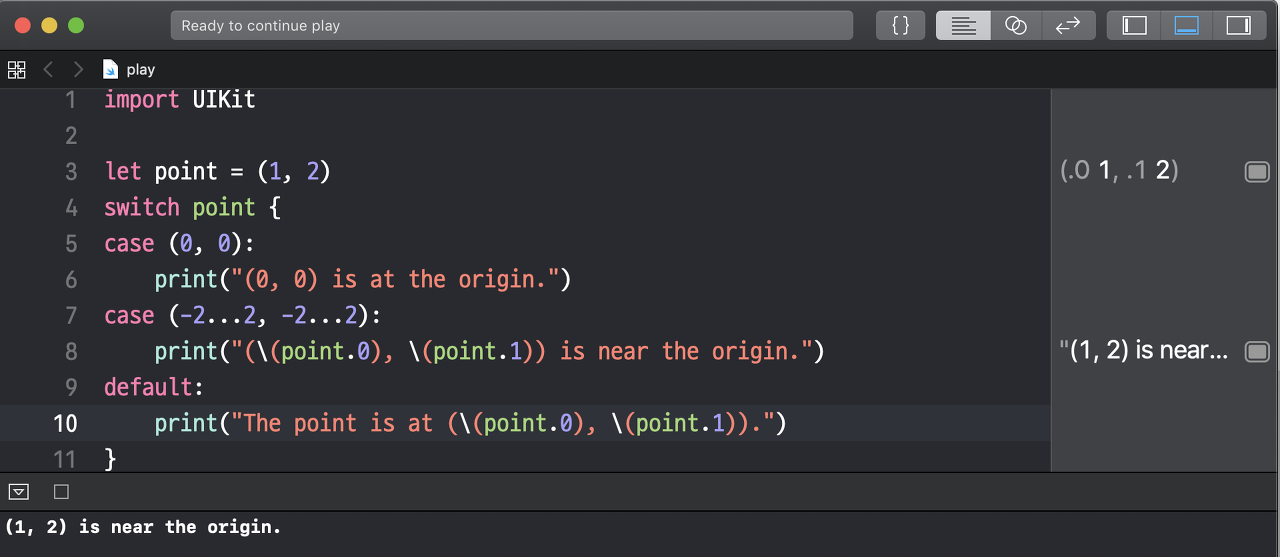 Ready to continue play
{}
play
1 import UIKit
2
3 let point = (1, 2) (.0 1, .1 2)
4 switch point {
5 case (0, 0):
6     print("(0, 0) is at the origin.")
7 case (-2...2, -2...2):
8     print("(\(point.0), \(point.1)) is near the origin.") "(1, 2) is near...
9 default:
10     print("The point is at (\(point.0), \(point.1)).")
11 }
(1, 2) is near the origin.